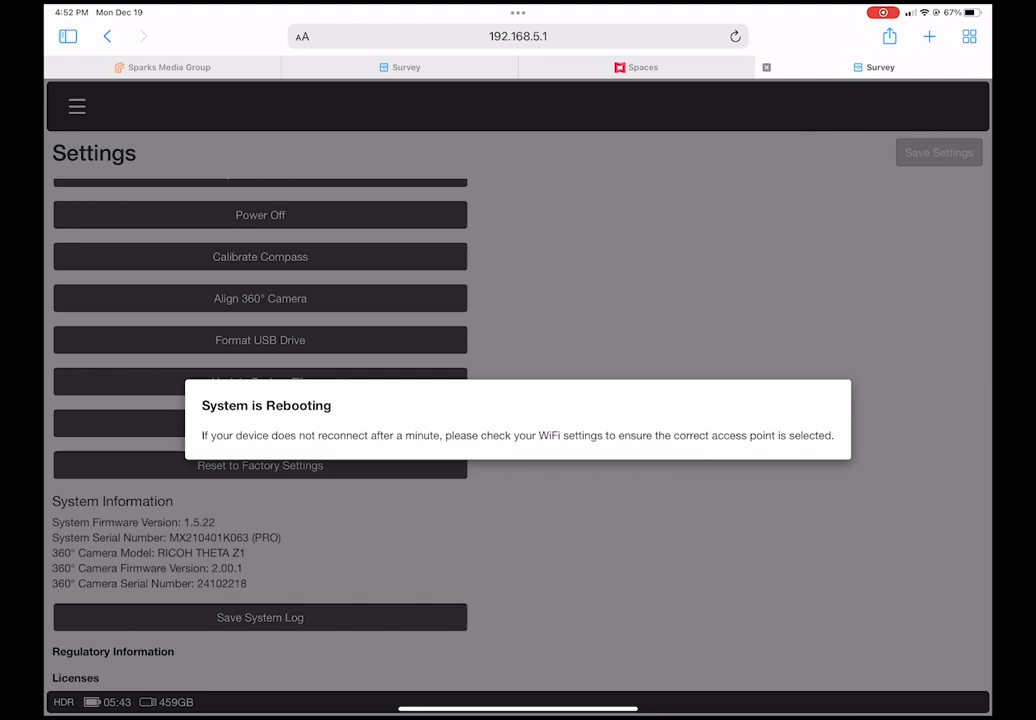 4:52 PM Mon Dec 19
67%
AA
192.168.5.1
Sparks Media Group
Survey
Spaces
Survey
Settings
Save Settings
Power Off
Calibrate Compass
Align 360° Camera
Format USB Drive
System is Rebooting
If your device does not reconnect after a minute, please check your WiFi settings to ensure the correct access point is selected.
Reset to Factory Settings
System Information
System Firmware Version: 1.5.22
System Serial Number: MX210401K063 (PRO)
360° Camera Model: RICOH THETA Z1
360° Camera Firmware Version: 2.00.1
360° Camera Serial Number: 24102218
Save System Log
Regulatory Information
Licenses
HDR 05:43 459GB